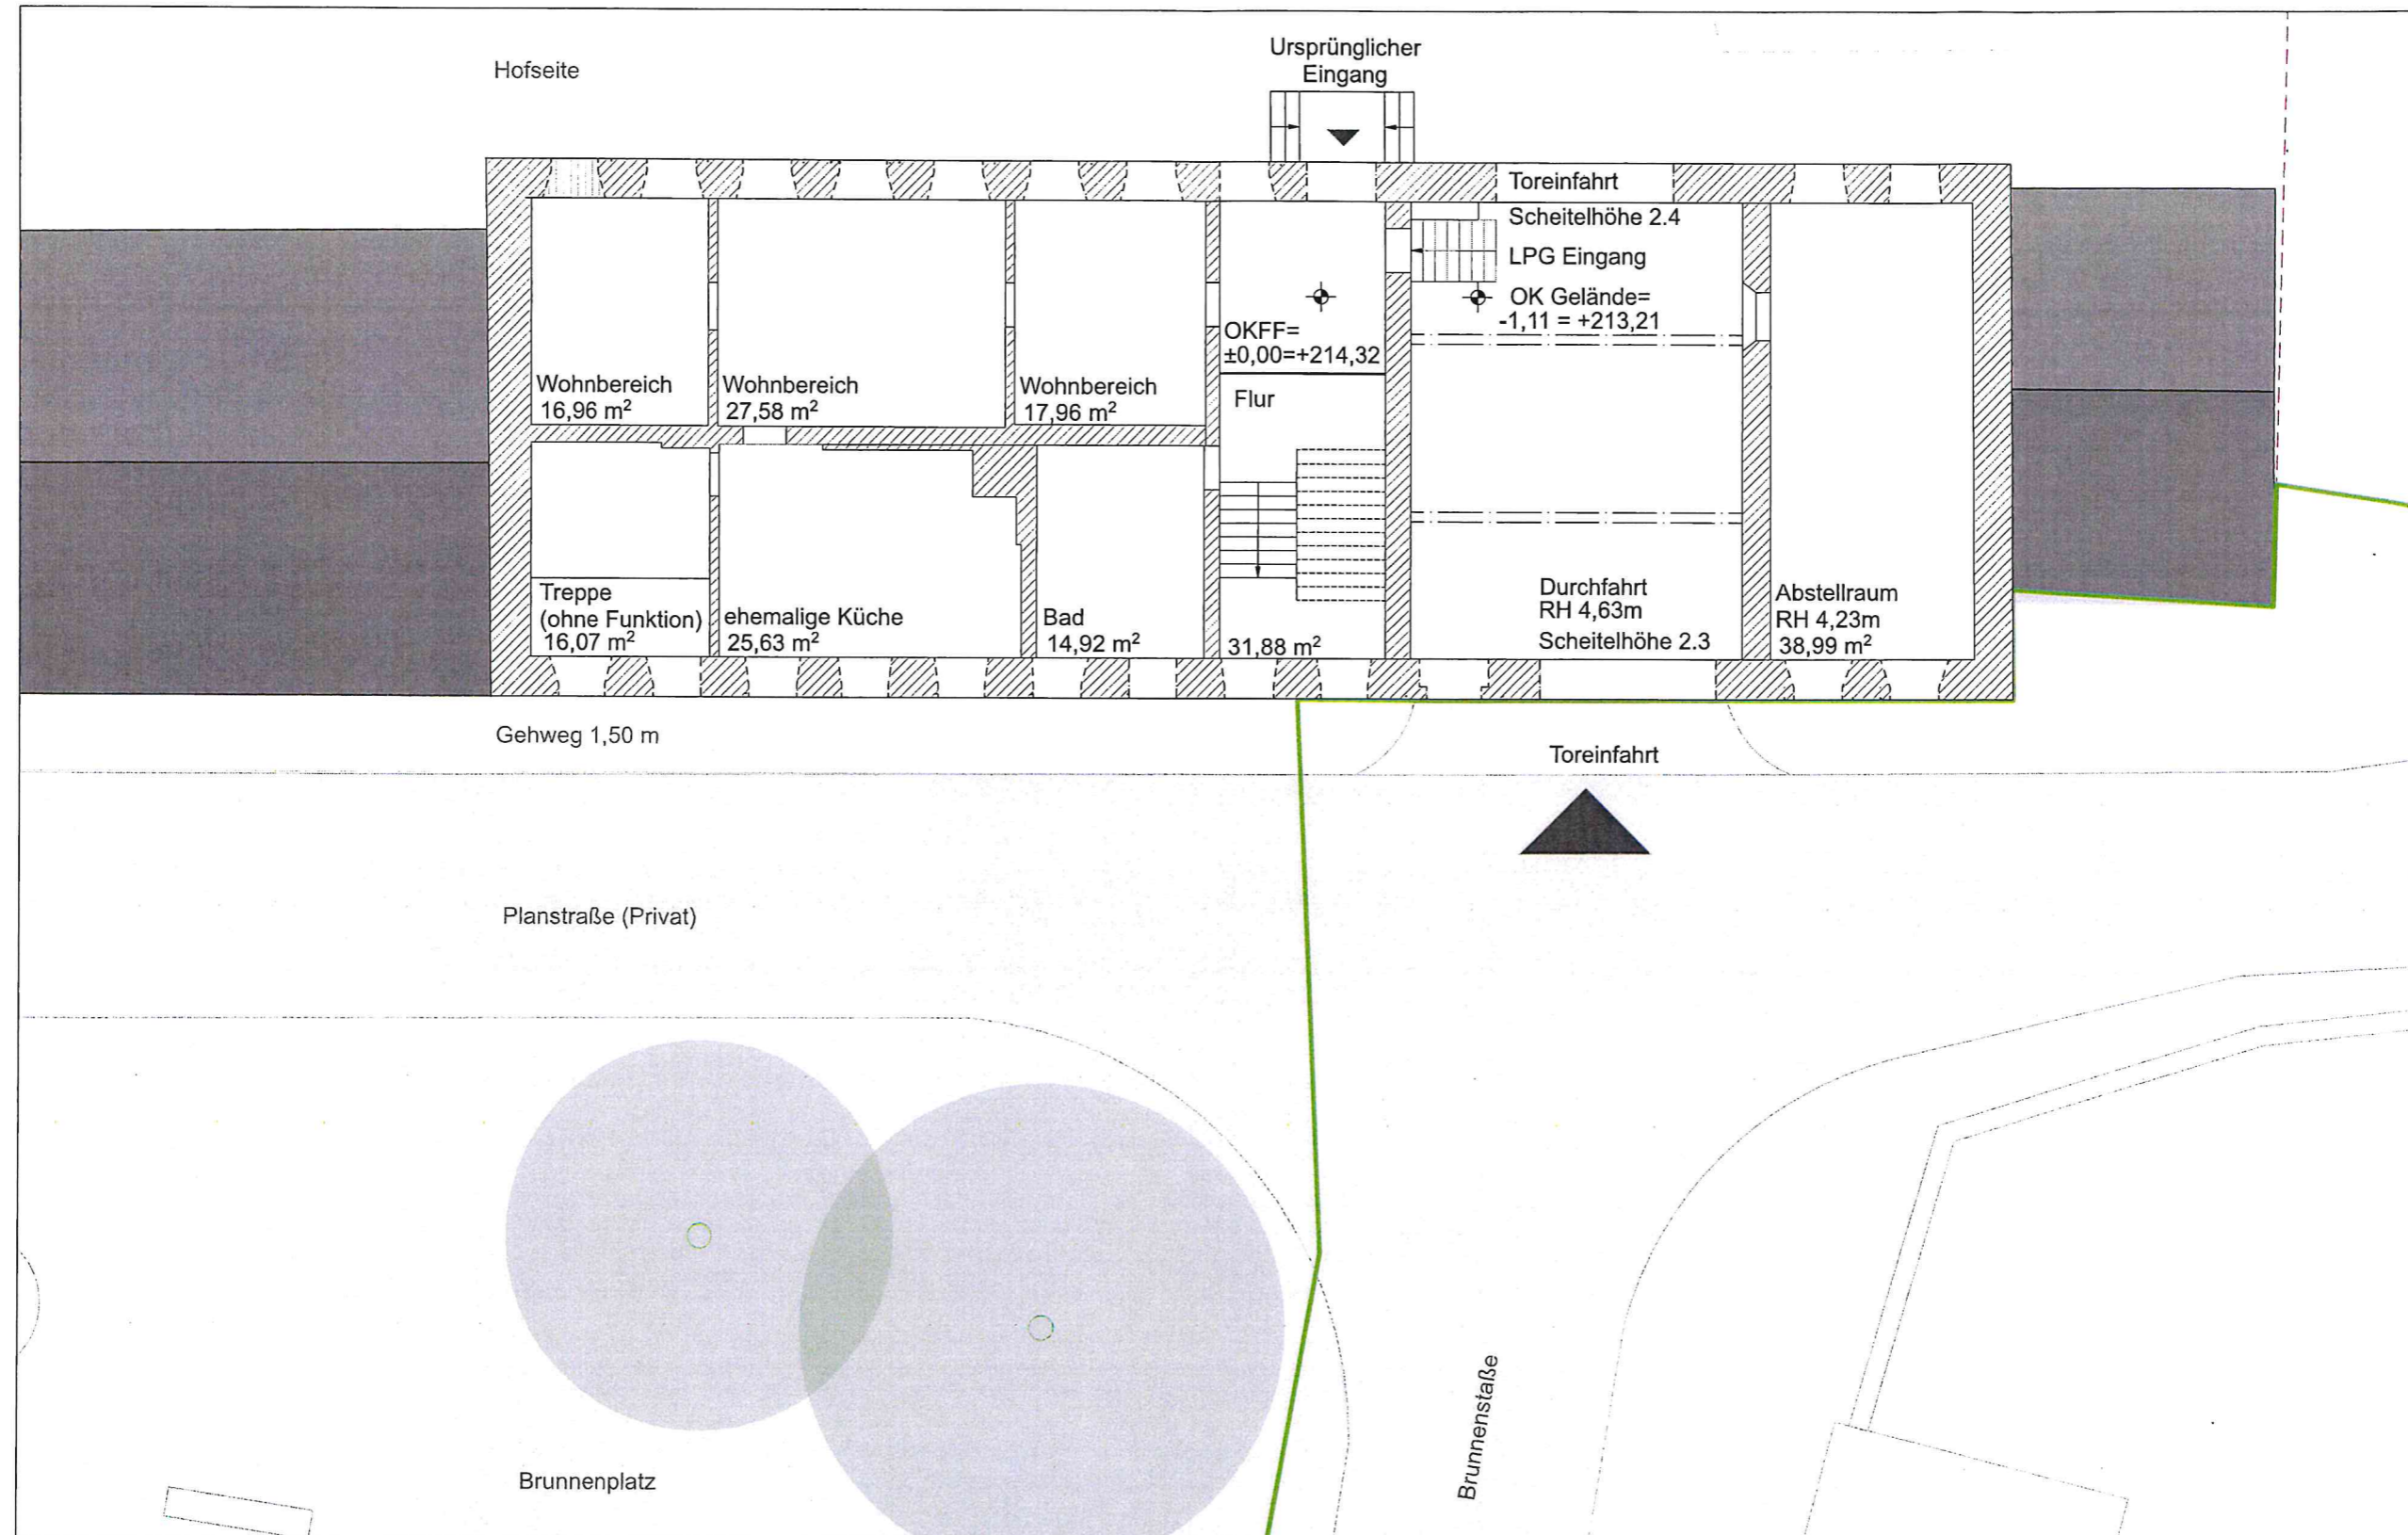 Hofseite
Ursprünglicher
Eingang
Toreinfahrt
Scheitelhöhe 2.4
LPG Eingang
OK Gelände=
-1,11 = +213,21
OKFF=
±0,00=+214,32
Wohnbereich
16,96 m²
Wohnbereich
27,58 m²
Wohnbereich
17,96 m²
Flur
Treppe
(ohne Funktion)
16,07 m²
ehemalige Küche
25,63 m²
Bad
14,92 m²
31,88 m²
Durchfahrt
RH 4,63m
Scheitelhöhe 2.3
Abstellraum
RH 4,23m
38,99 m²
Gehweg 1,50 m
Toreinfahrt
Planstraße (Privat)
Brunnenstaße
Brunnenplatz